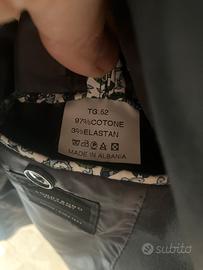 TG.52
97%COTONE
3%ELASTAN
MADE IN ALBANIA
subito